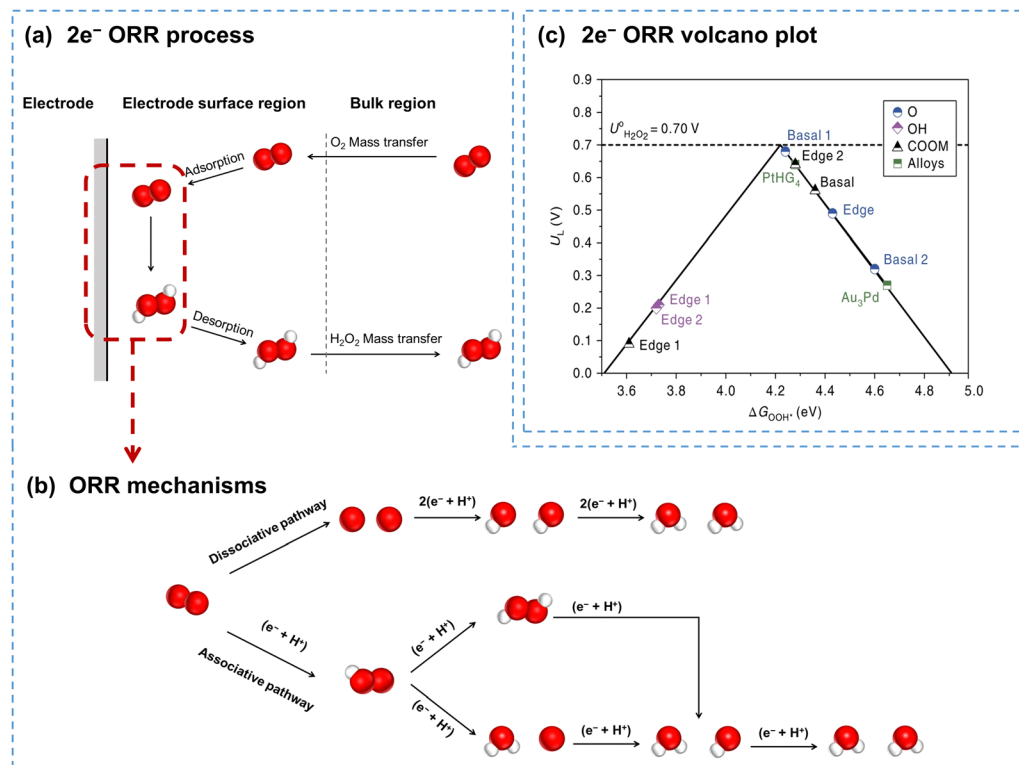 (a) 2e⁻ ORR process
Electrode
Electrode surface region
Bulk region
O₂ Mass transfer
Adsorption
Desorption
H₂O₂ Mass transfer
(c) 2e⁻ ORR volcano plot
0.9
0.8
0.7
0.6
0.5
0.4
0.3
0.2
0.1
0.0
U_L (V)
U⁰_H₂O₂ = 0.70 V
O
OH
COOM
Alloys
Basal 1
Edge 2
PtHG₄
Basal
Edge
Basal 2
Au₃Pd
Edge 1
Edge 2
Edge 1
3.6 3.8 4.0 4.2 4.4 4.6 4.8 5.0
ΔG_OOH* (eV)
(b) ORR mechanisms
Dissociative pathway
2(e⁻ + H⁺)
2(e⁻ + H⁺)
(e⁻ + H⁺)
Associative pathway
(e⁻ + H⁺)
(e⁻ + H⁺)
(e⁻ + H⁺)
(e⁻ + H⁺)
(e⁻ + H⁺)